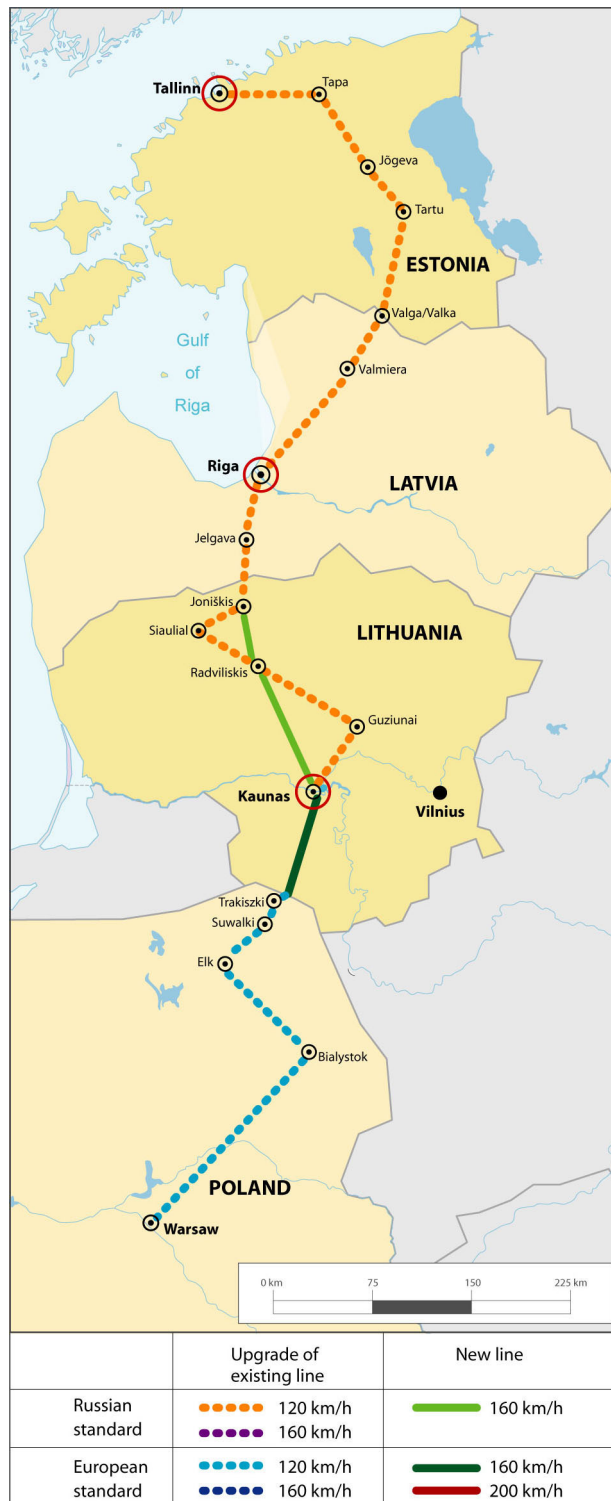 Tallinn
Tapa
Jõgeva
Tartu
ESTONIA
Valga/Valka
Gulf
of
Riga
Valmiera
Riga
LATVIA
Jelgava
Joniškis
Siaulial
LITHUANIA
Radviliskis
Guziunai
Kaunas
Vilnius
Trakiszki
Suwalki
Elk
Bialystok
POLAND
Warsaw
0 km 75 150 225 km
Upgrade of
existing line
New line
Russian
standard
120 km/h
160 km/h
160 km/h
European
standard
120 km/h
160 km/h
160 km/h
200 km/h